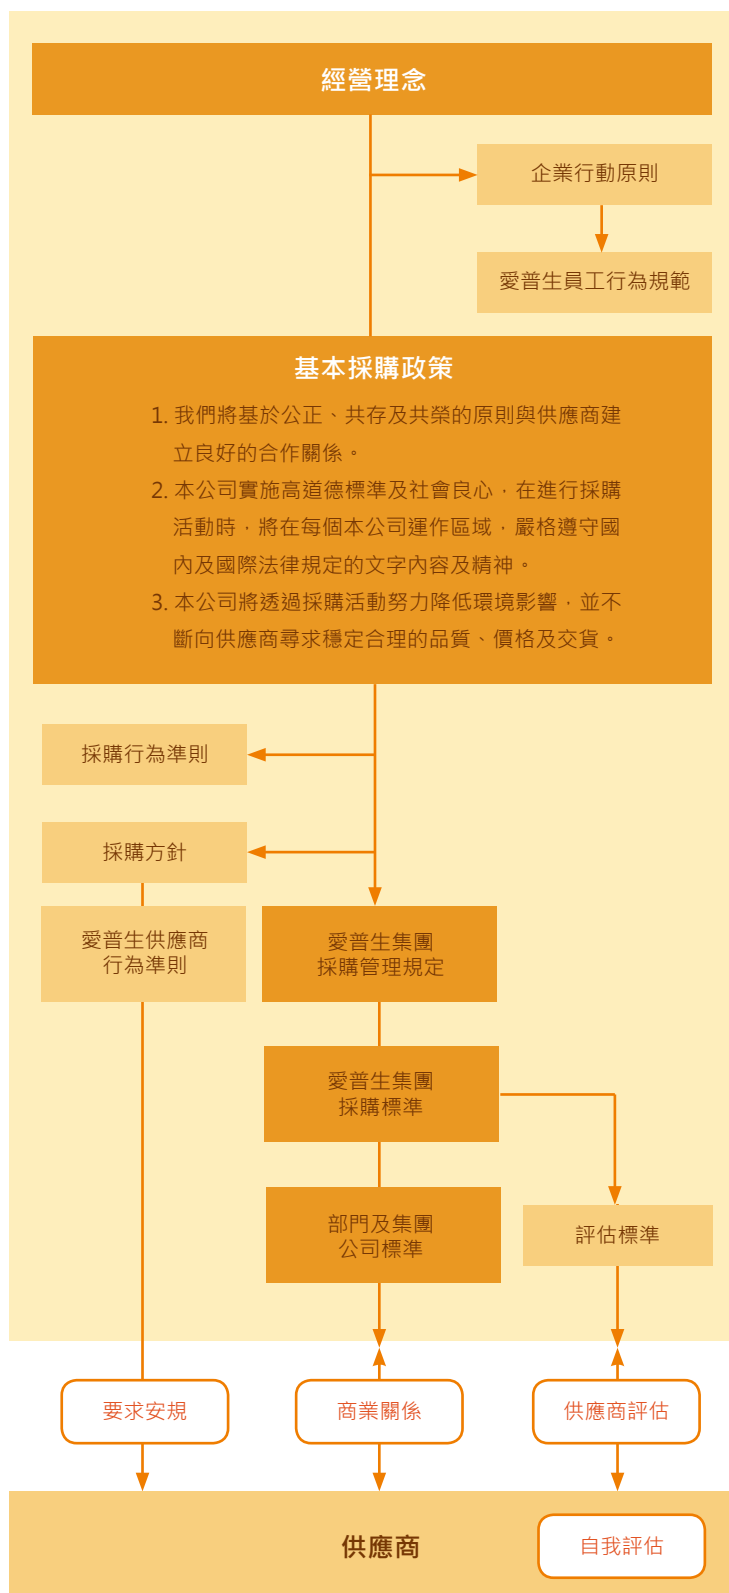 經營理念
企業行動原則
愛普生員工行為規範
基本採購政策
1. 我們將基於公正、共存及共榮的原則與供應商建
立良好的合作關係。
2. 本公司實施高道德標準及社會良心，在進行採購
活動時，將在每個本公司運作區域，嚴格遵守國
內及國際法律規定的文字內容及精神。
3. 本公司將透過採購活動努力降低環境影響，並不
斷向供應商尋求穩定合理的品質、價格及交貨。
採購行為準則
採購方針
愛普生供應商
行為準則
愛普生集團
採購管理規定
愛普生集團
採購標準
部門及集團
公司標準
評估標準
要求安規
商業關係
供應商評估
供應商
自我評估